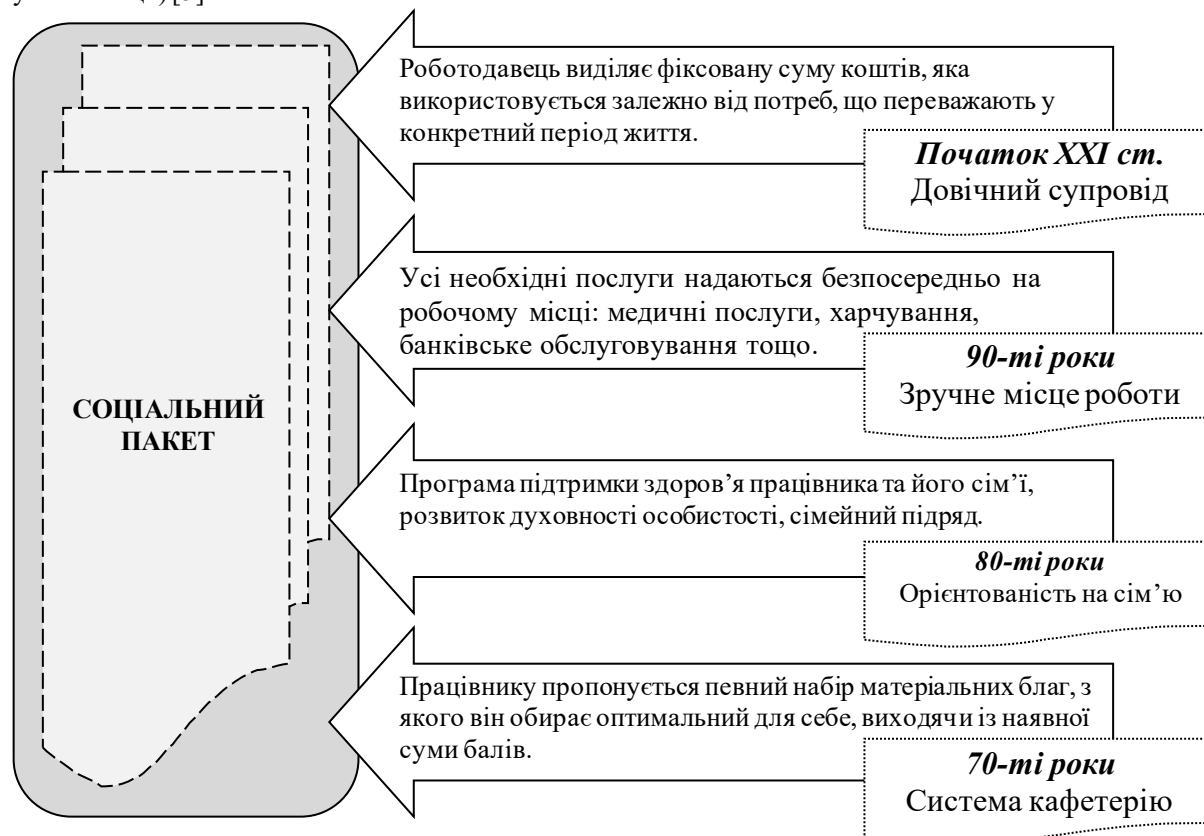 Роботодавець виділяє фіксовану суму коштів, яка
використовується залежно від потреб, що переважають у
конкретний період життя.
Початок XXI ст.
Довічний супровід
Усі необхідні послуги надаються безпосередньо на
робочому місці: медичні послуги, харчування,
банківське обслуговування тощо.
90-ті роки
Зручне місце роботи
СОЦІАЛЬНИЙ
ПАКЕТ
Програма підтримки здоров’я працівника та його сім’ї,
розвиток духовності особистості, сімейний підряд.
80-ті роки
Орієнтованість на сім’ю
Працівнику пропонується певний набір матеріальних благ, з
якого він обирає оптимальний для себе, виходячи із наявної
суми балів.
70-ті роки
Система кафетерію